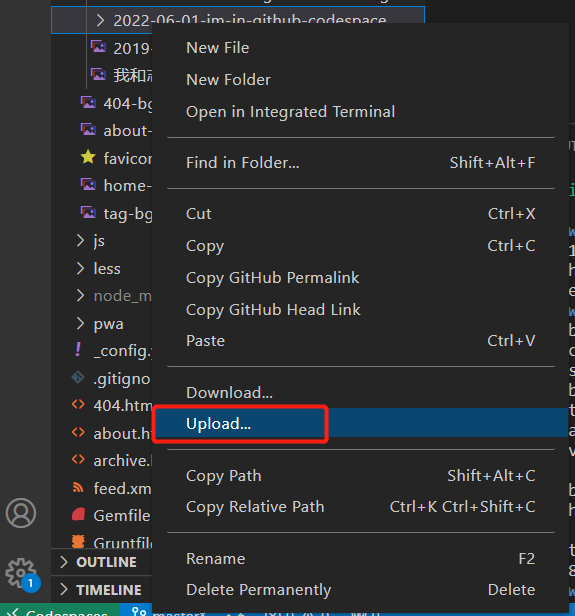 2022-06-01-im-in-github-codespace
2019-
我和
404-bg
about-
favicon
home-
tag-bg
js
less
node_m
pwa
_config.y
.gitigno
404.htm
about.ht
archive.
feed.xm
Gemfile
Gruntfil
OUTLINE
TIMELINE
1
Codespaces
master*
New File
New Folder
Open in Integrated Terminal
Find in Folder... Shift+Alt+F
Cut Ctrl+X
Copy Ctrl+C
Copy GitHub Permalink
Copy GitHub Head Link
Paste Ctrl+V
Download...
Upload...
Copy Path Shift+Alt+C
Copy Relative Path Ctrl+K Ctrl+Shift+C
Rename F2
Delete Permanently Delete